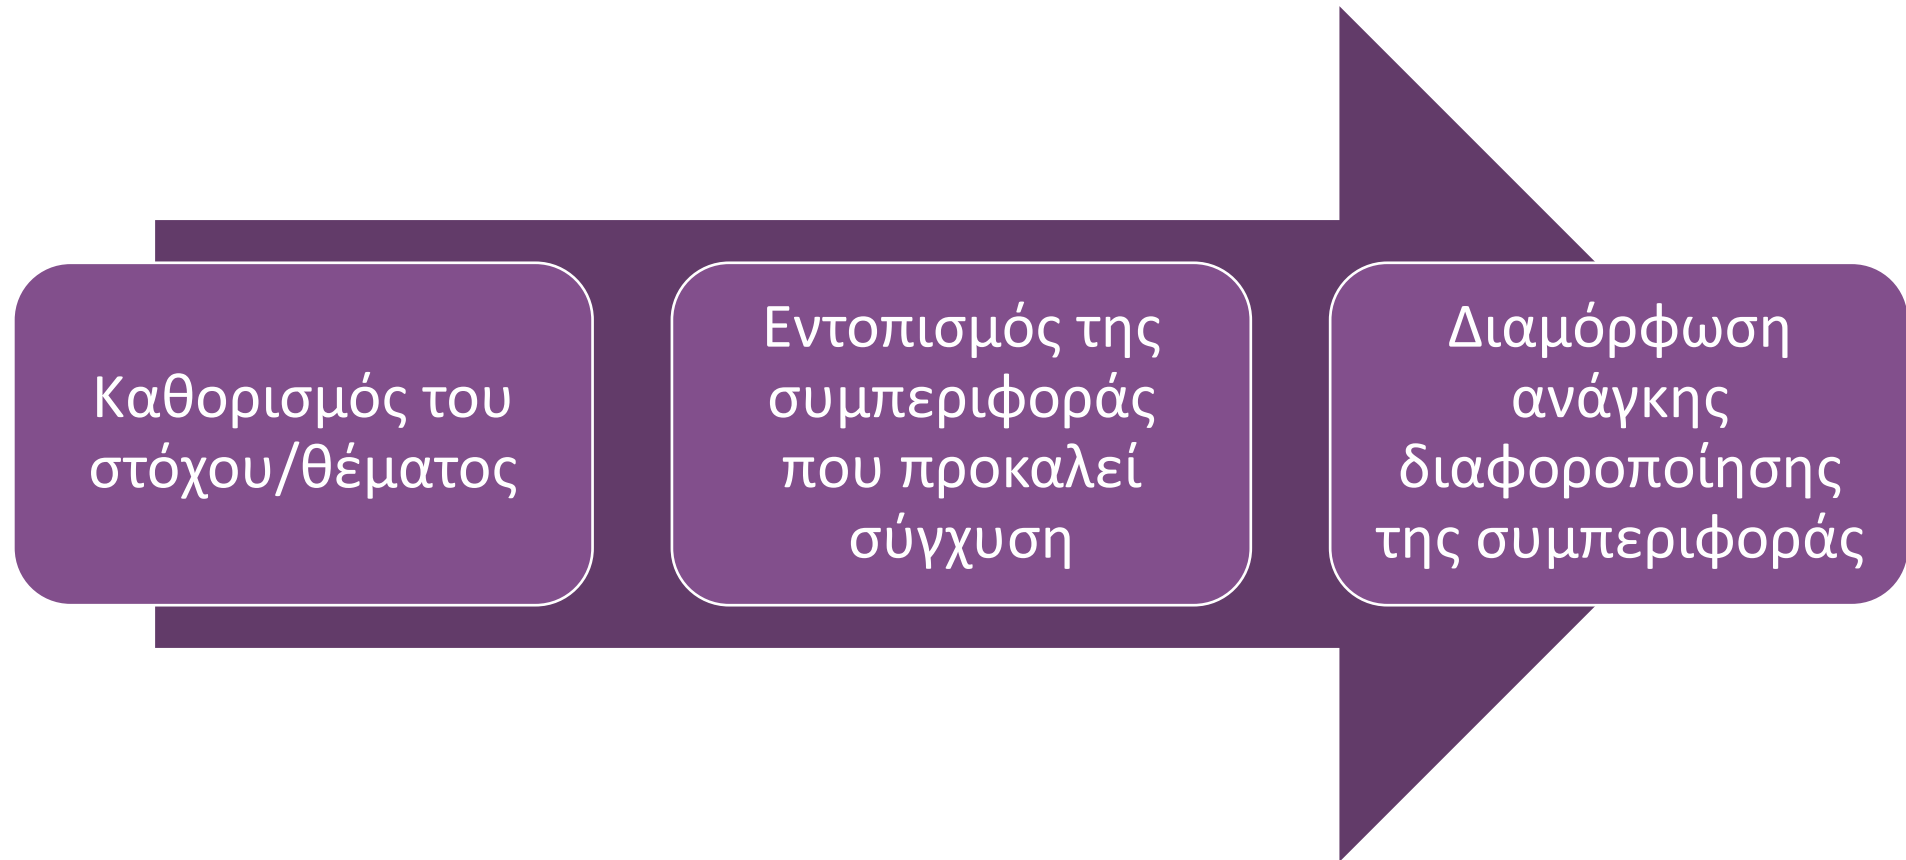 Καθορισμός του
στόχου/θέματος
Εντοπισμός της
συμπεριφοράς
που προκαλεί
σύγχυση
Διαμόρφωση
ανάγκης
διαφοροποίησης
της συμπεριφοράς